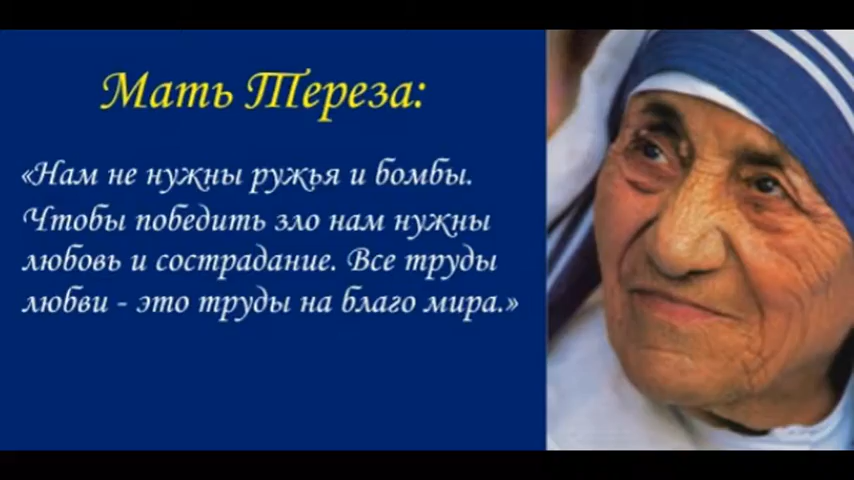 Мать Тереза:
«Нам не нужны ружья и бомбы.
Чтобы победить зло нам нужны
любовь и сострадание. Все труды
любви - это труды на благо мира.»